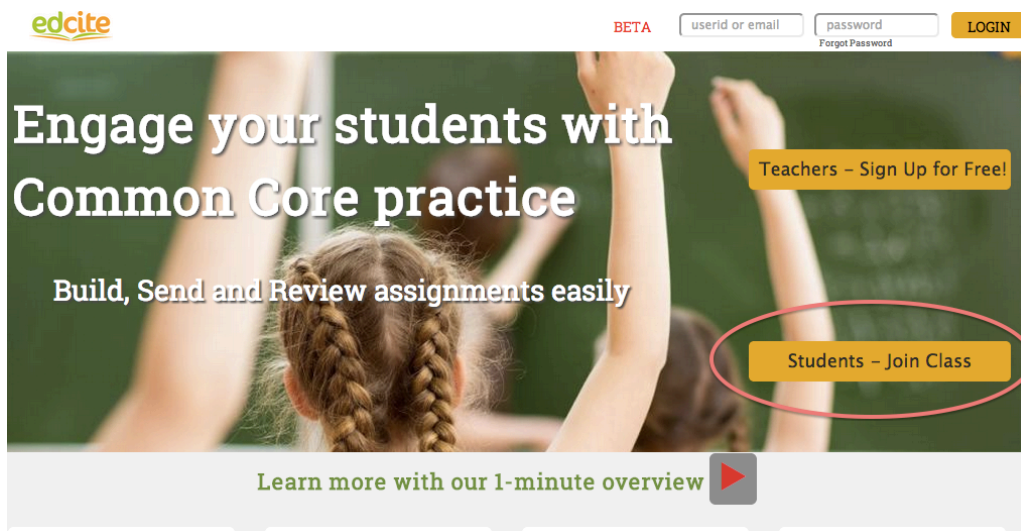 edcite
BETA
userid or email
password
LOGIN
Forgot Password
Engage your students with
Common Core practice
Teachers – Sign Up for Free!
Build, Send and Review assignments easily
Students – Join Class
Learn more with our 1-minute overview